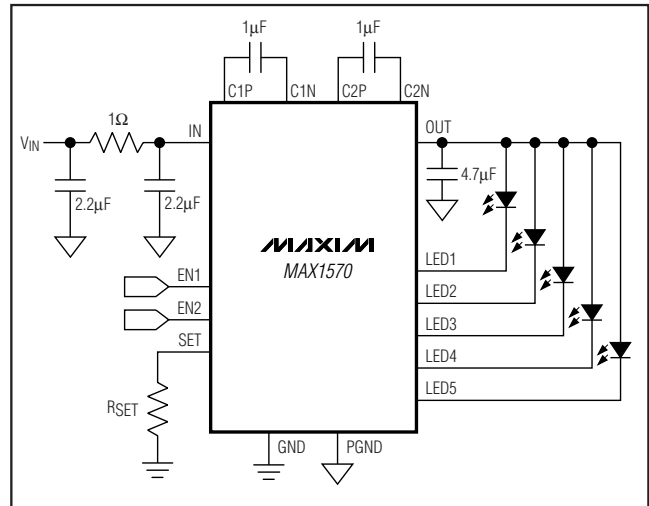 1µF
1µF
C1P
C1N
C2P
C2N
1Ω
VIN
IN
OUT
2.2µF
2.2µF
4.7µF
MAXIM
MAX1570
EN1
EN2
SET
RSET
LED1
LED2
LED3
LED4
LED5
GND
PGND